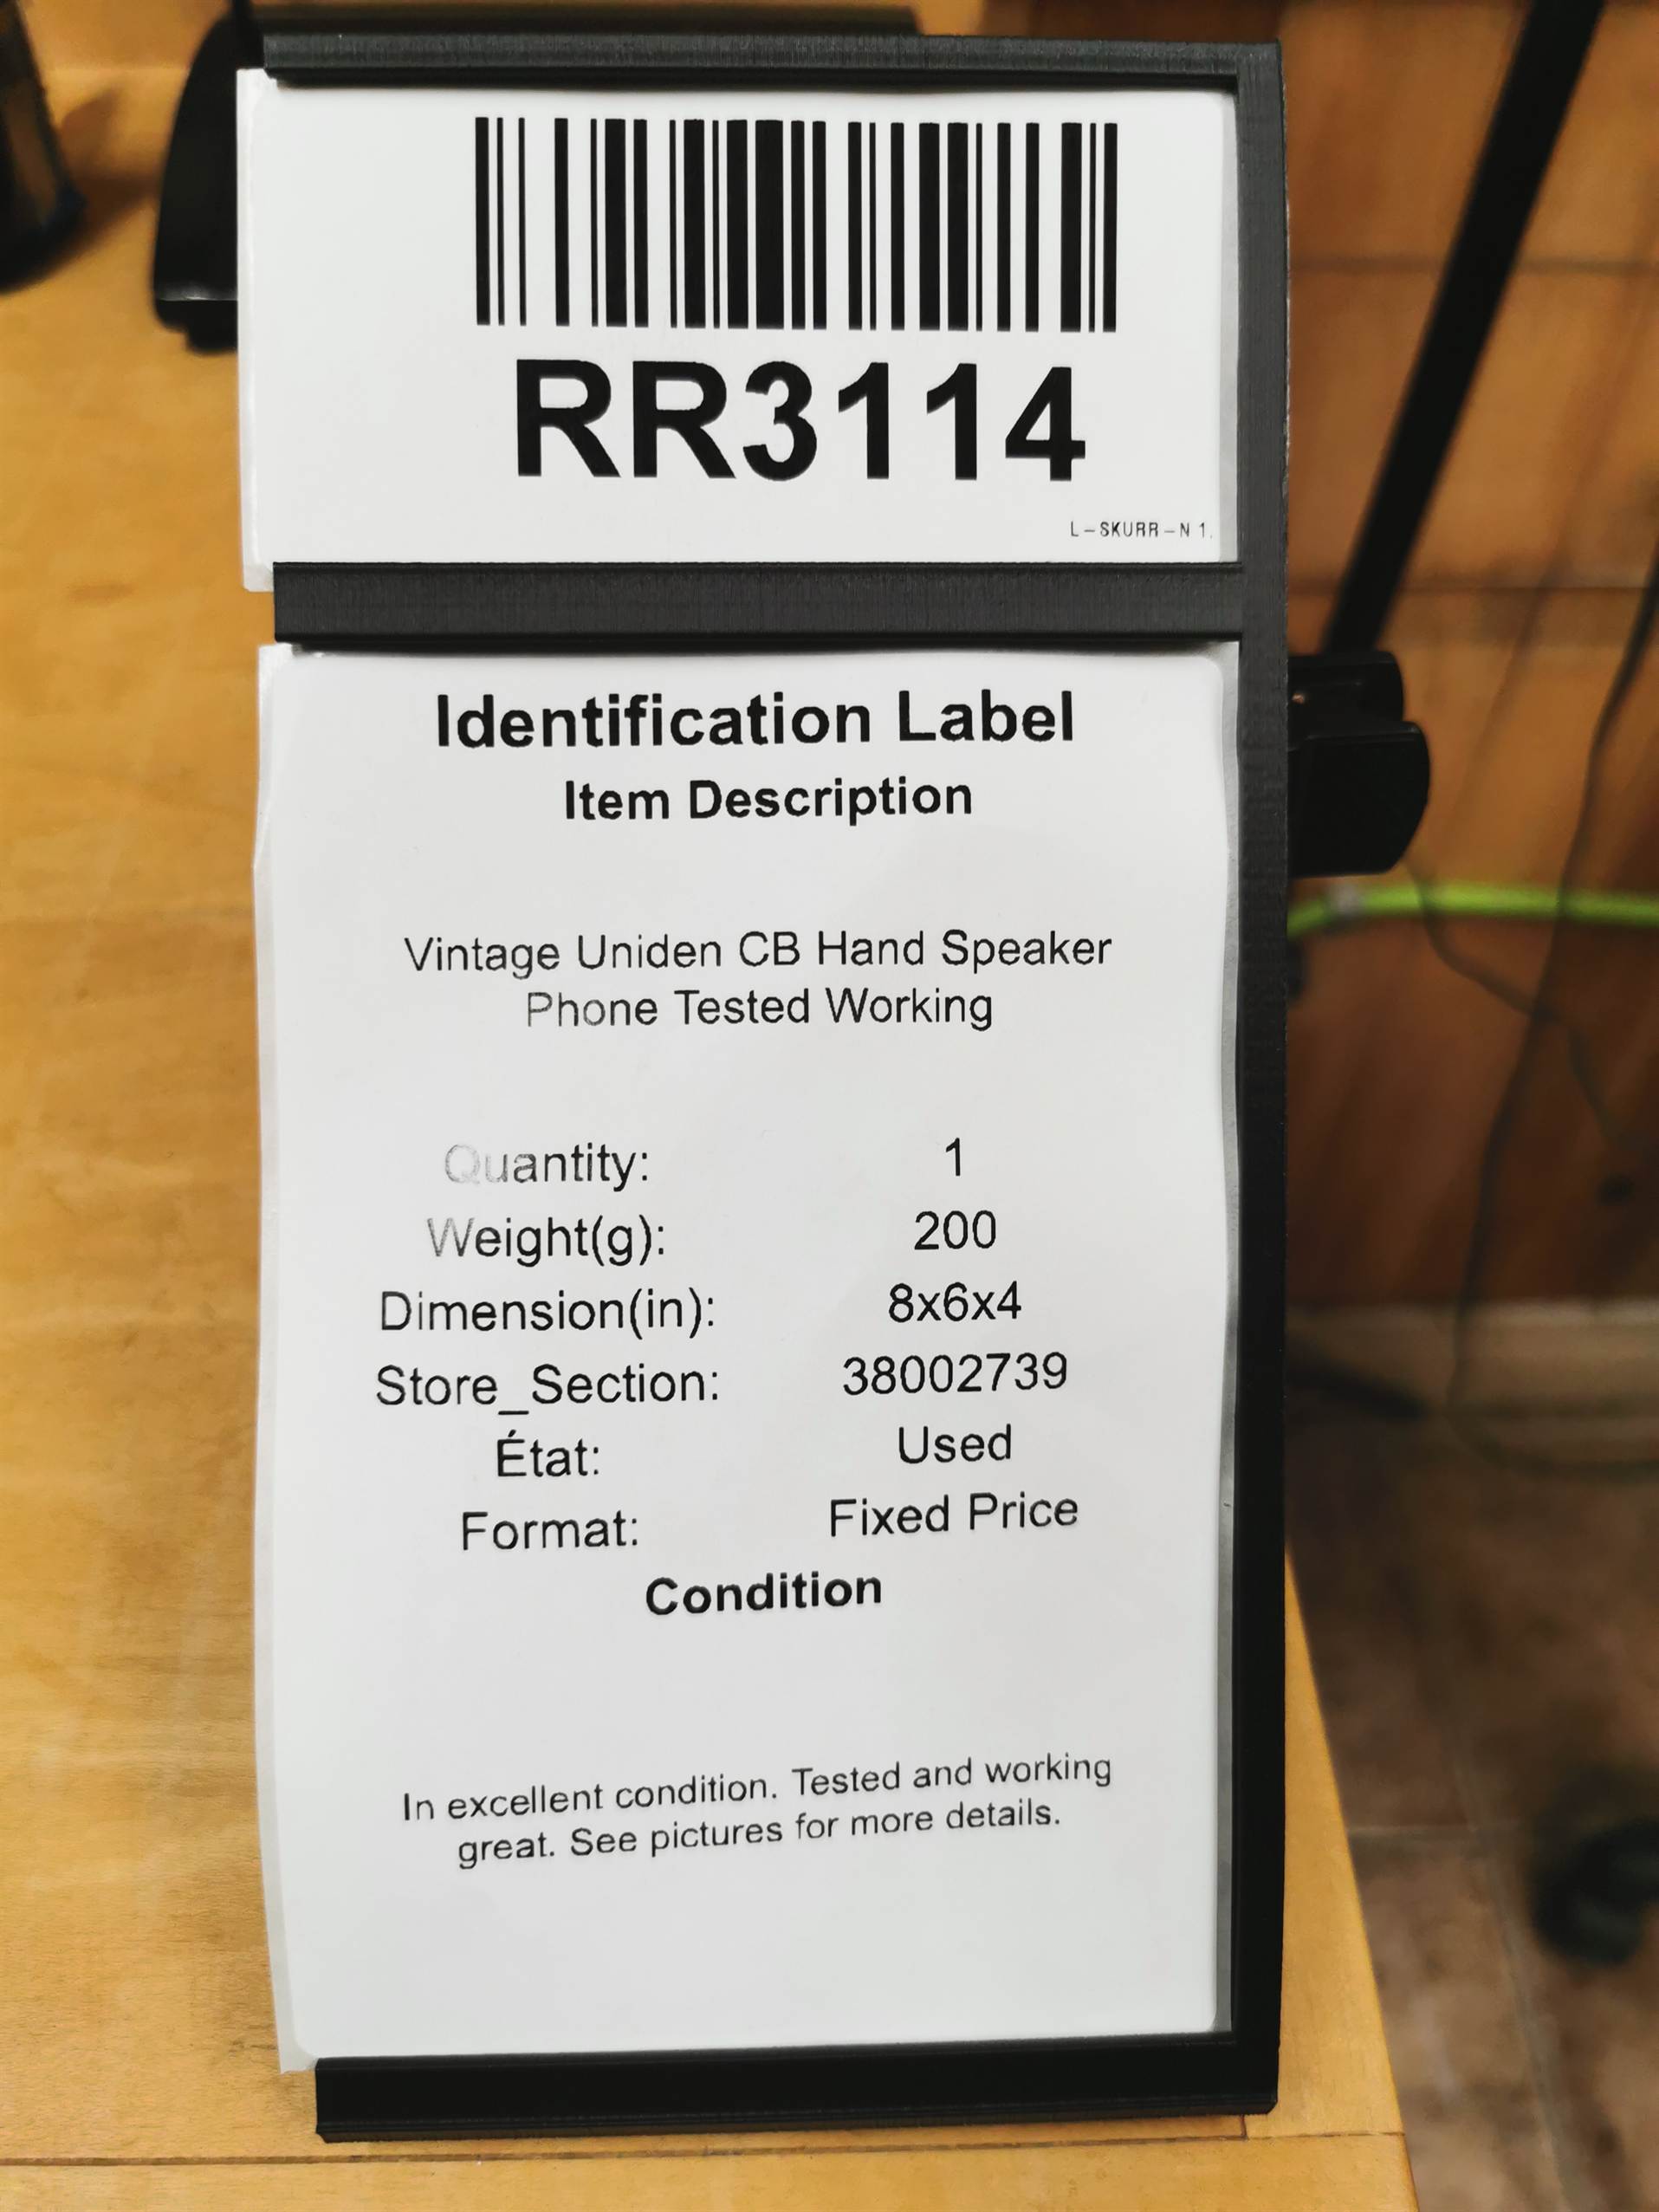 RR3114
L-SKURR-N 1.
Identification Label
Item Description
Vintage Uniden CB Hand Speaker
Phone Tested Working
Quantity: 1
Weight(g): 200
Dimension(in): 8x6x4
Store_Section: 38002739
État: Used
Format: Fixed Price
Condition
In excellent condition. Tested and working
great. See pictures for more details.